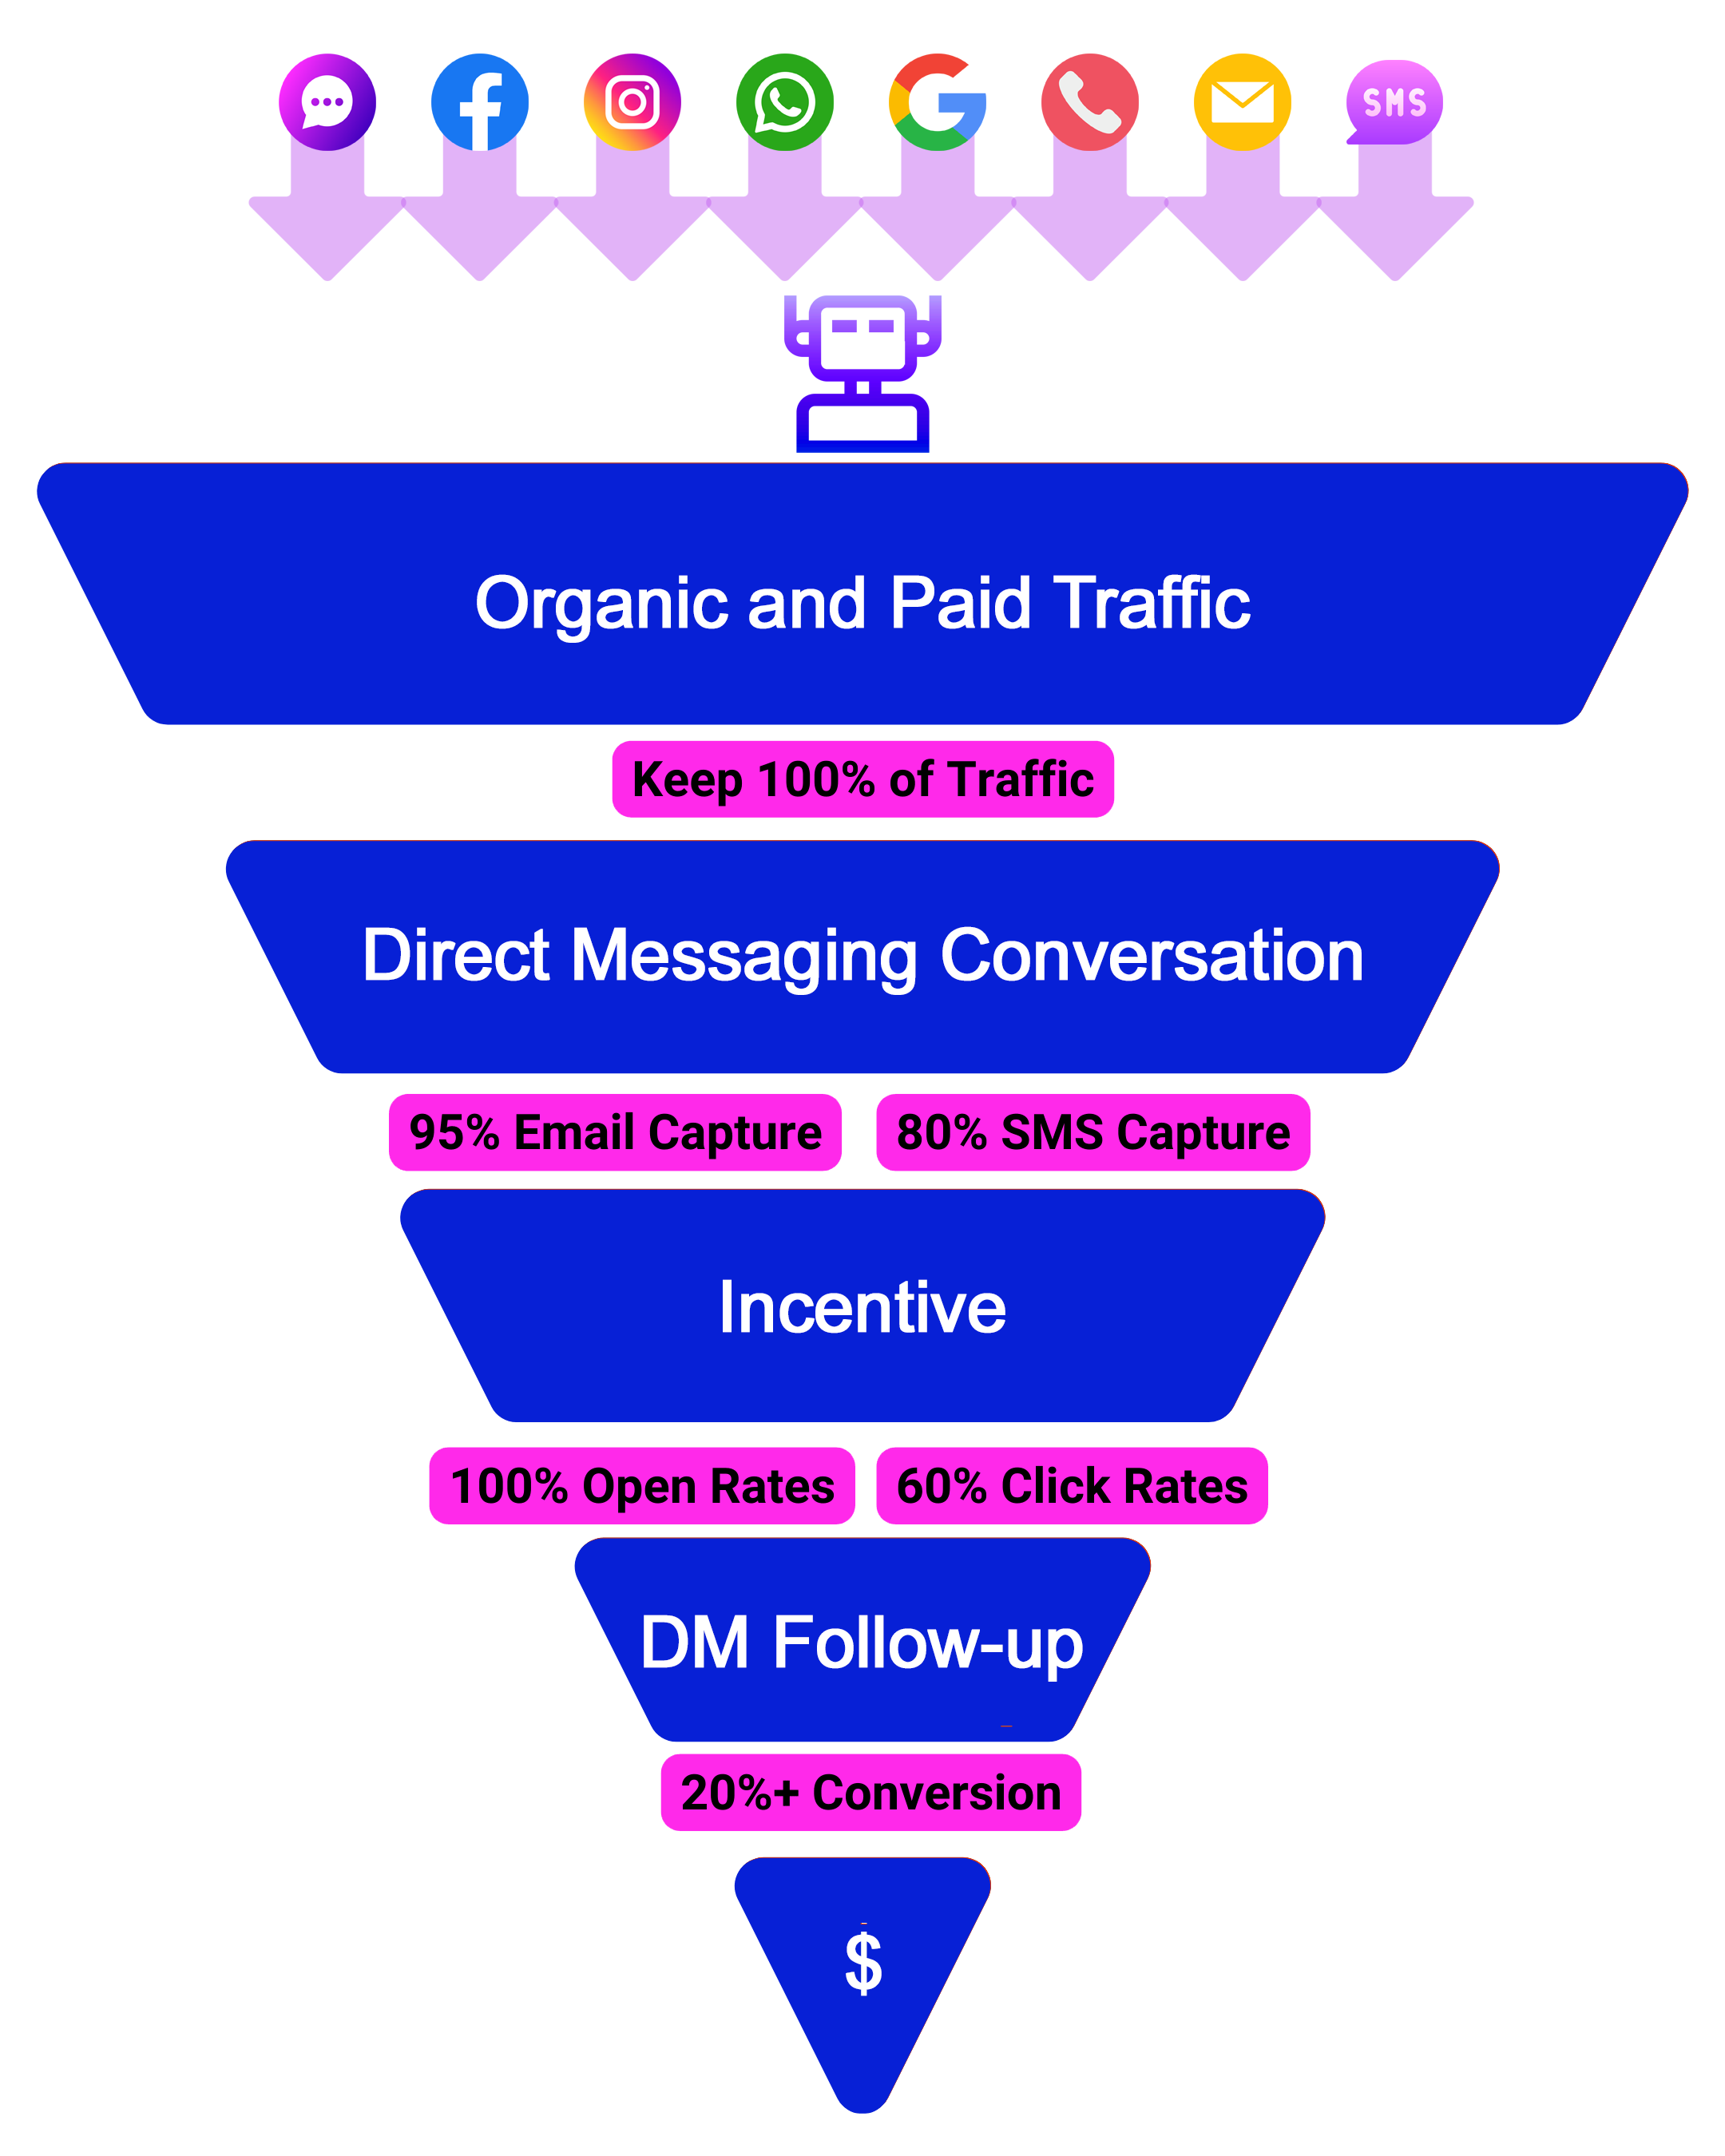 SMS
Organic and Paid Traffic
Keep 100% of Traffic
Direct Messaging Conversation
95% Email Capture
80% SMS Capture
Incentive
100% Open Rates
60% Click Rates
DM Follow-up
20%+ Conversion
$